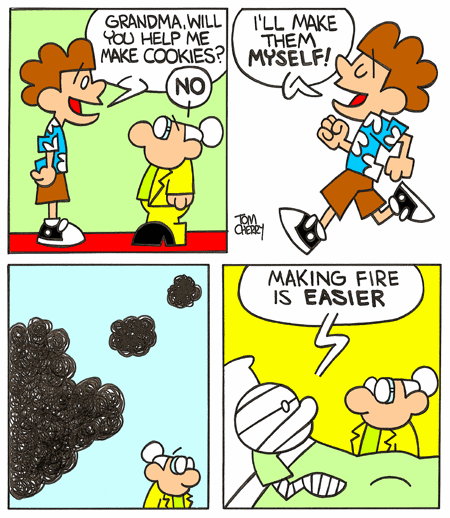 GRANDMA, WILL
YOU HELP ME
MAKE COOKIES?
NO
I'LL MAKE
THEM
MYSELF!
TOM
CHERRY
MAKING FIRE
IS EASIER